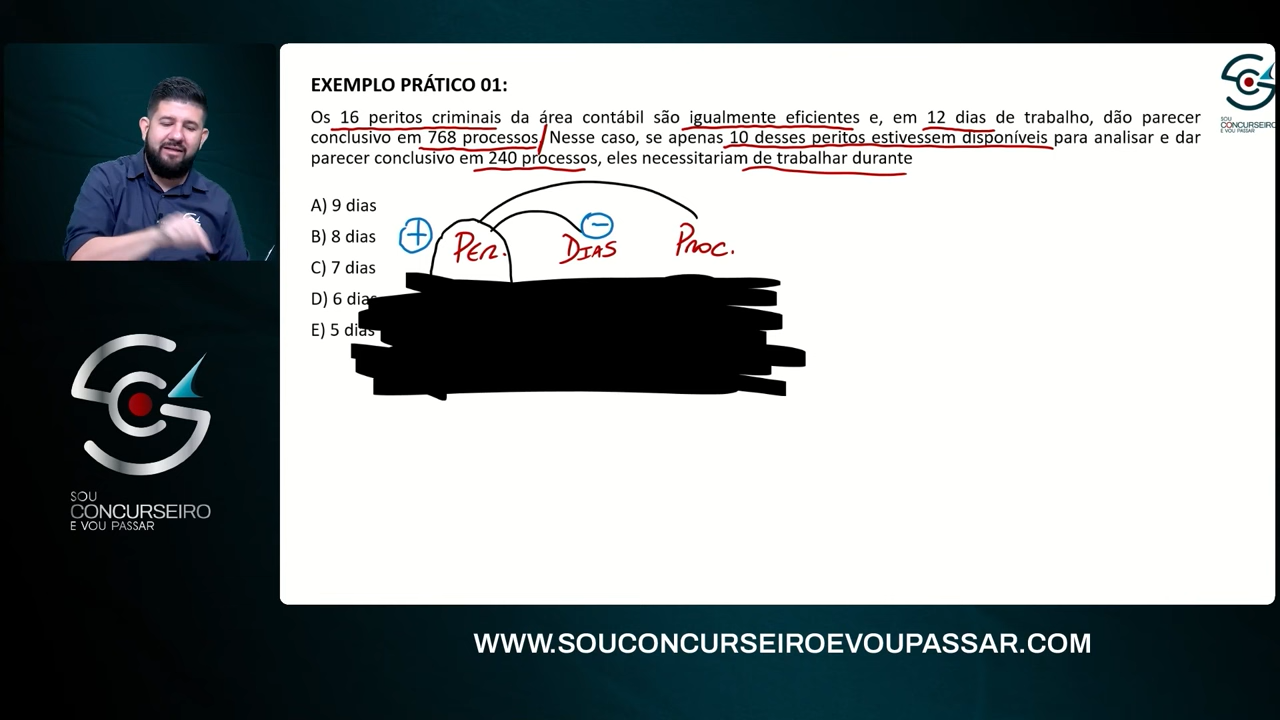 EXEMPLO PRÁTICO 01:
Os 16 peritos criminais da área contábil são igualmente eficientes e, em 12 dias de trabalho, dão parecer
conclusivo em 768 processos. Nesse caso, se apenas 10 desses peritos estivessem disponíveis para analisar e dar
parecer conclusivo em 240 processos, eles necessitariam de trabalhar durante
A) 9 dias
B) 8 dias
C) 7 dias
D) 6 dias
E) 5 dias
+ PER. DIAS - PROC.
SOU
CONCURSEIRO
E VOU PASSAR
SOU
CONCURSEIRO
E VOU PASSAR
WWW.SOUCONCURSEIROEVOUPASSAR.COM